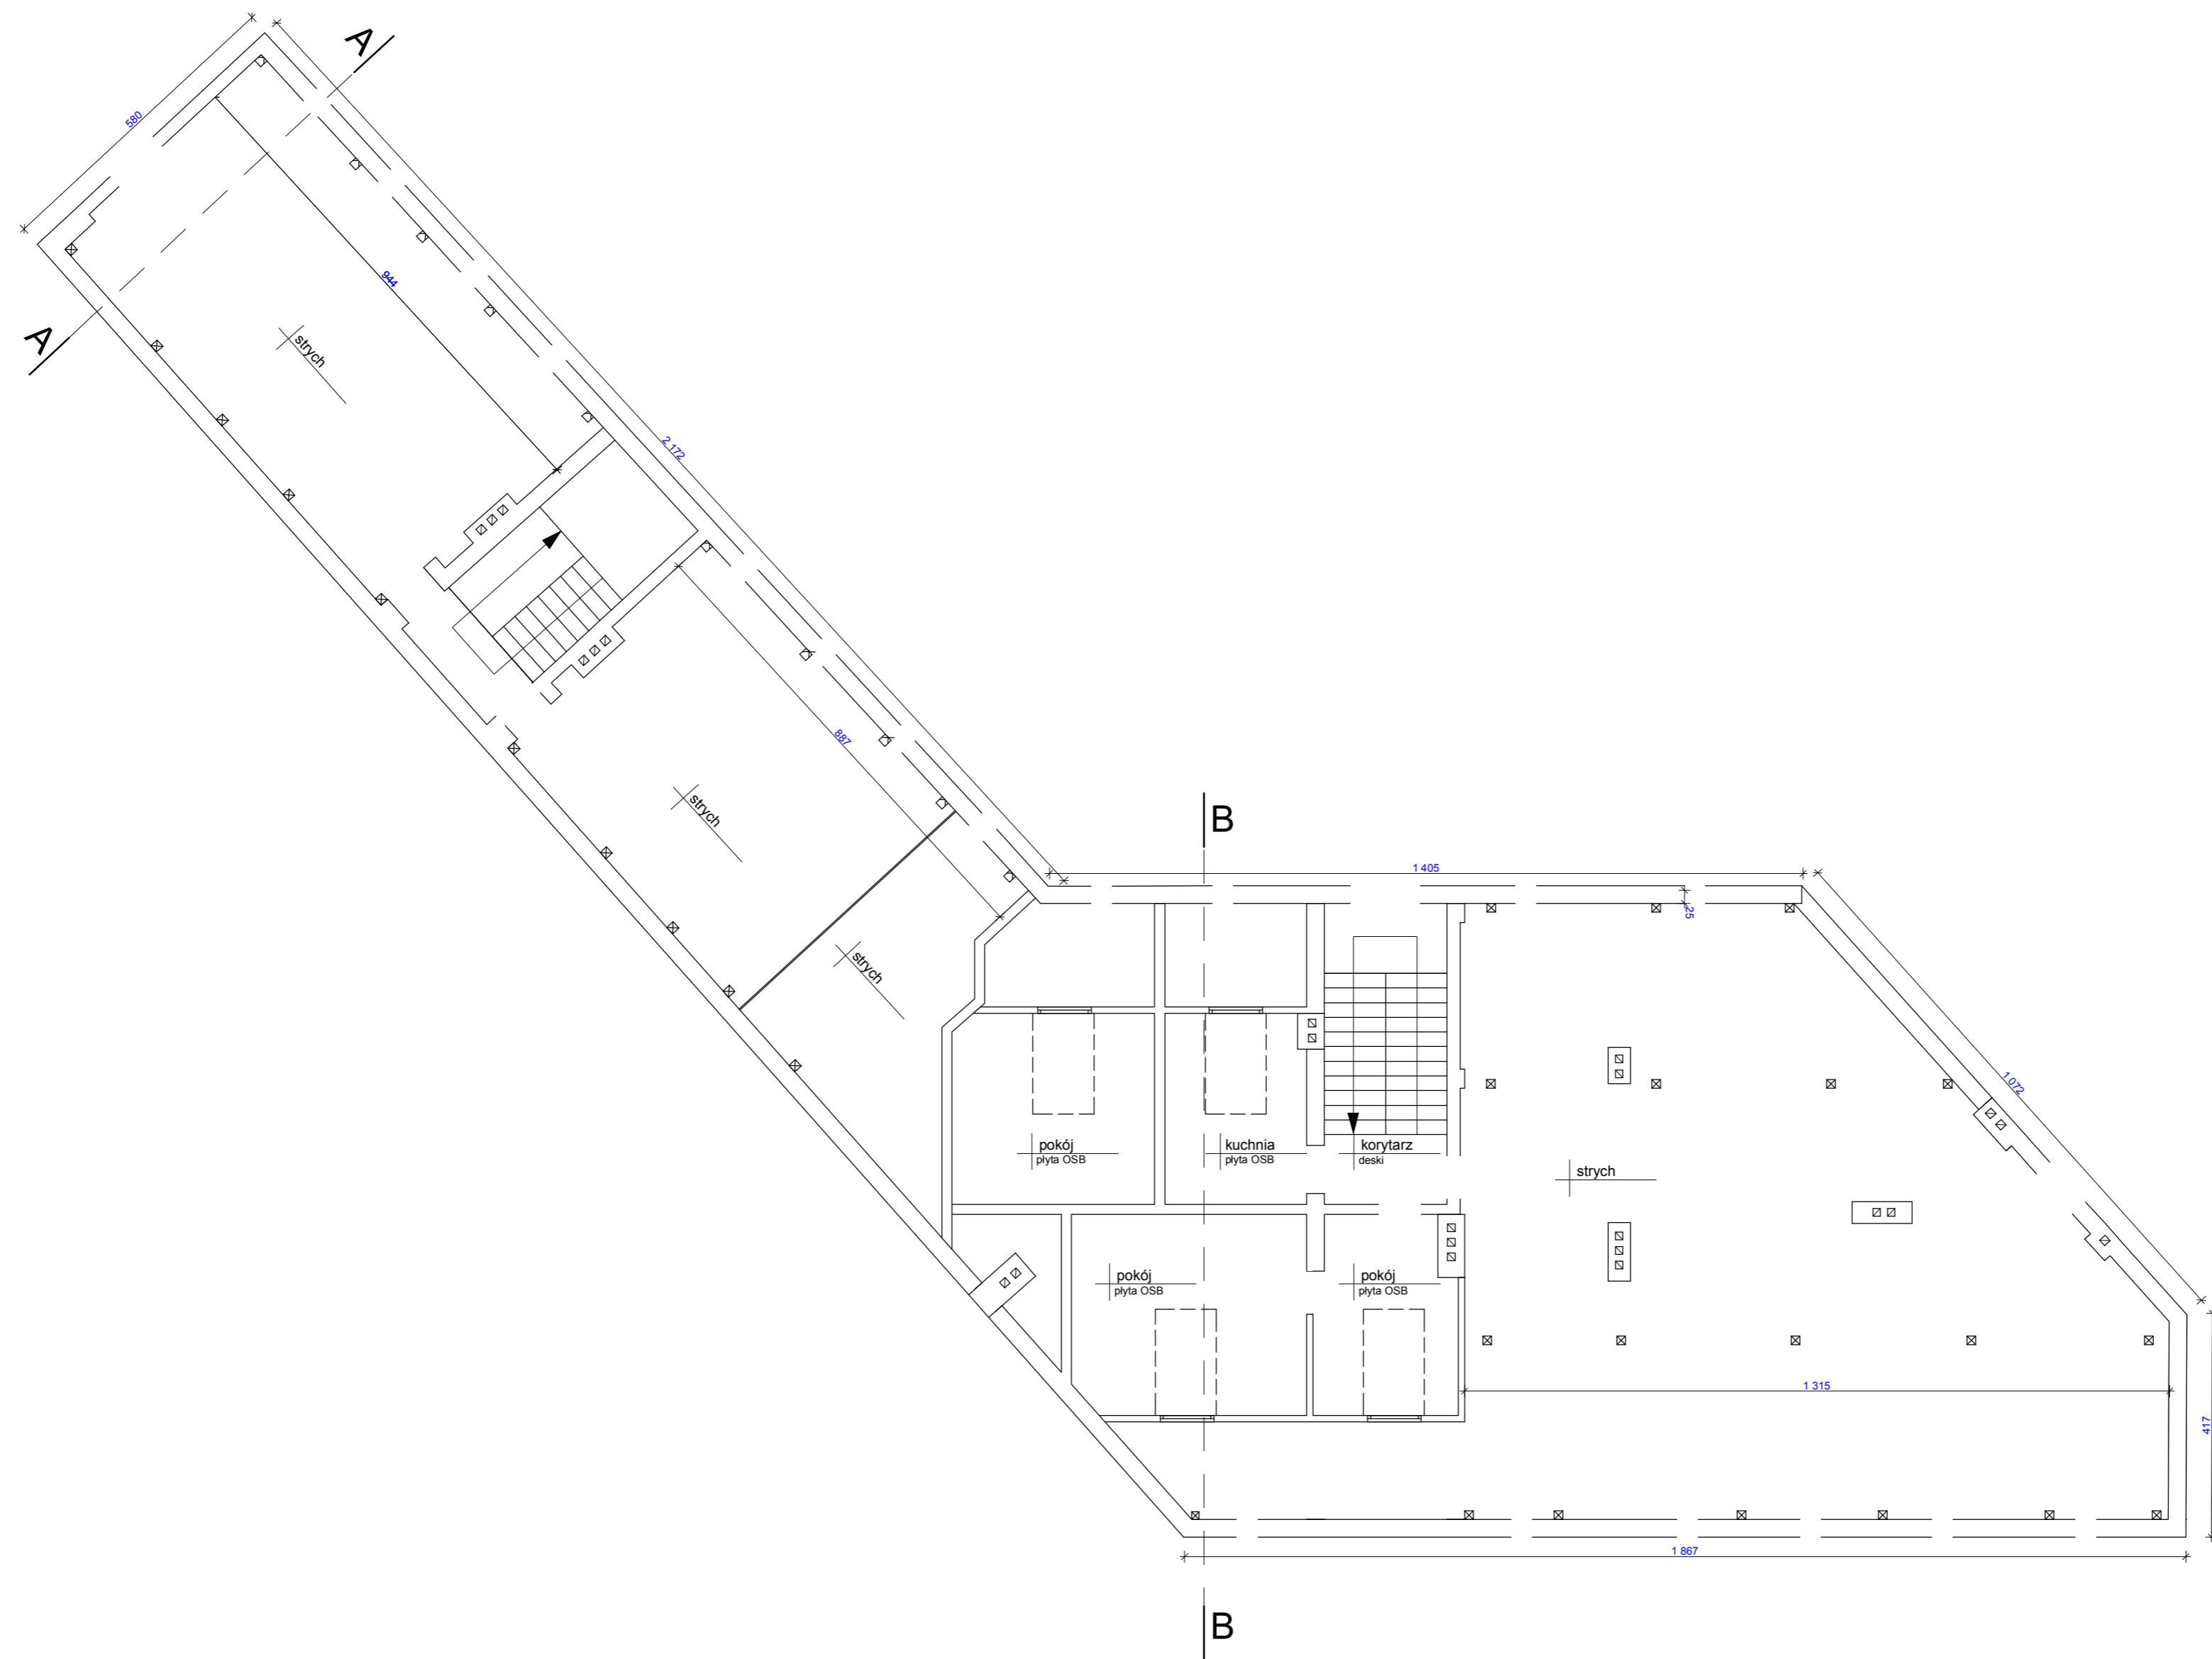 A
580
A
944
strych
2 172
887
strych
B
1 405
25
strych
1 072
pokój
płyta OSB
kuchnia
płyta OSB
korytarz
deski
strych
pokój
płyta OSB
pokój
płyta OSB
1 315
417
1 867
B